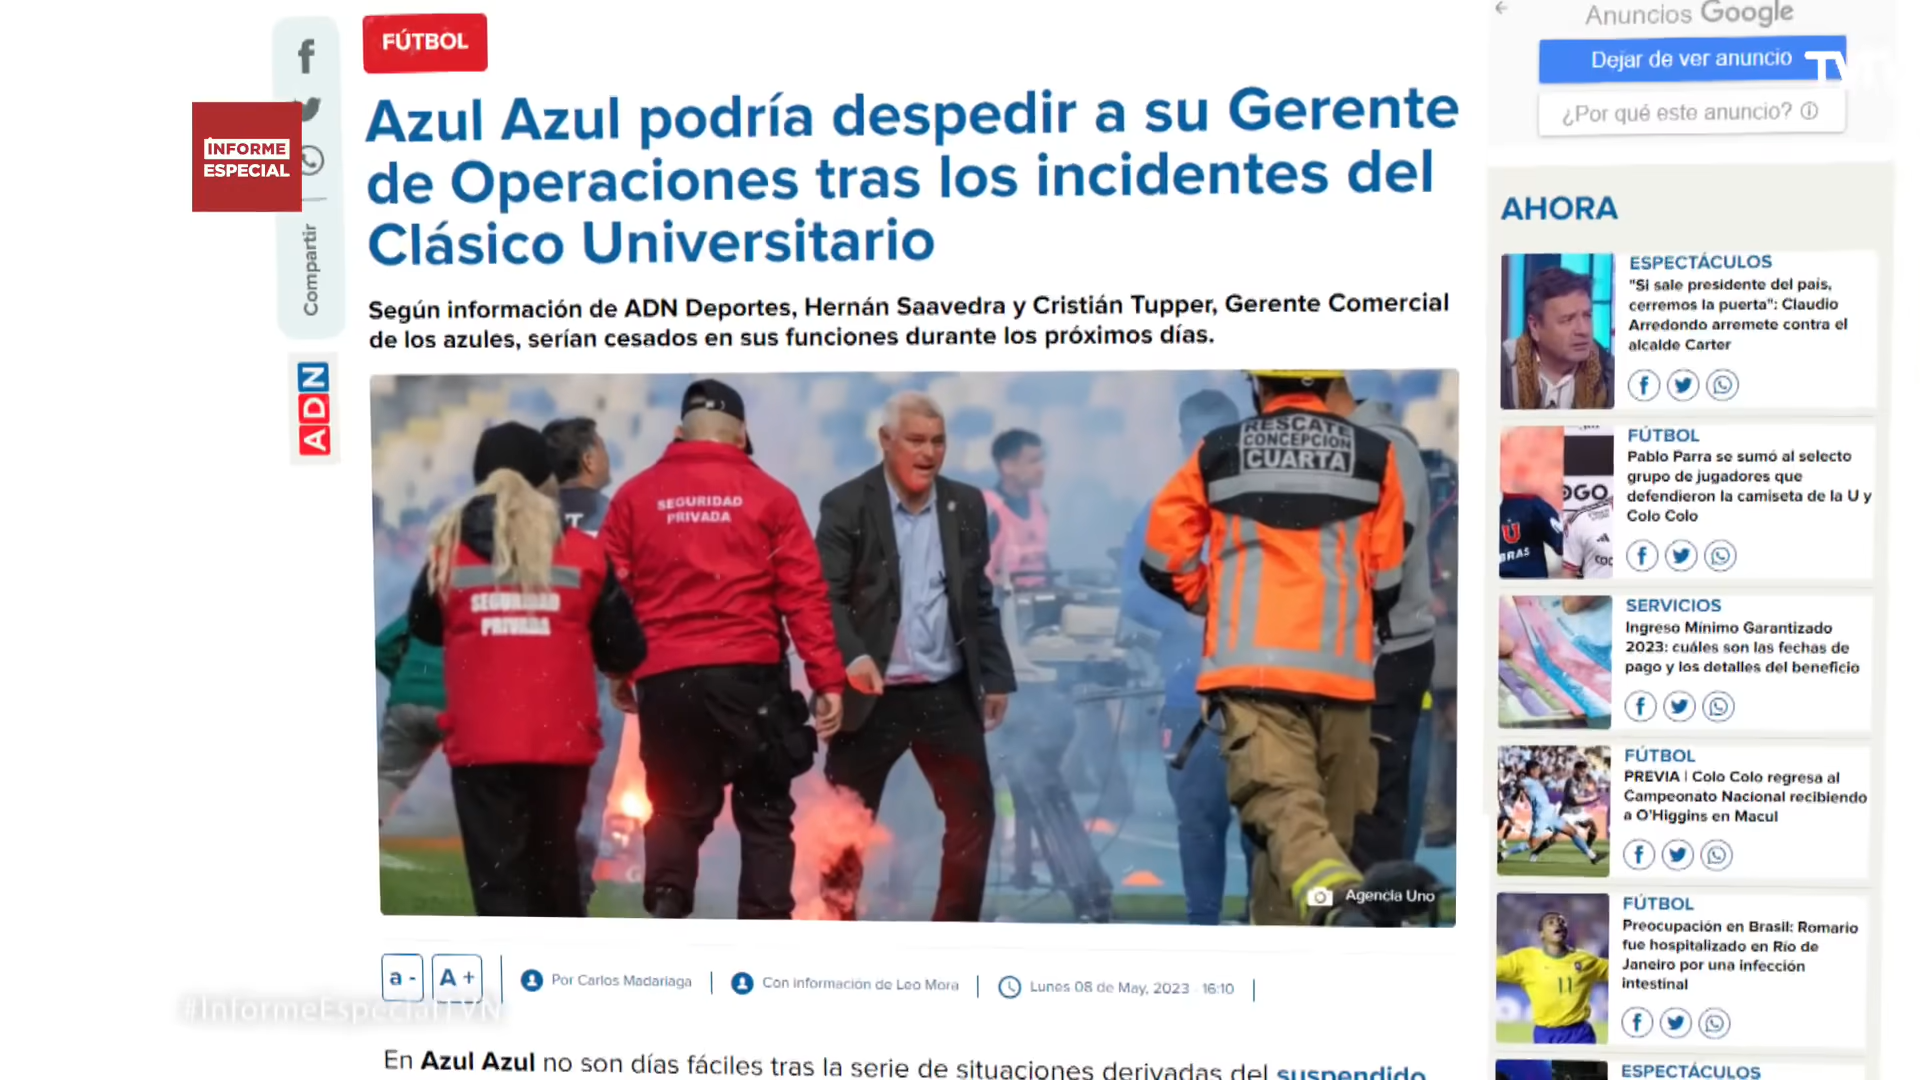 FÚTBOL
Azul Azul podría despedir a su Gerente
de Operaciones tras los incidentes del
Clásico Universitario
Según información de ADN Deportes, Hernán Saavedra y Cristián Tupper, Gerente Comercial
de los azules, serían cesados en sus funciones durante los próximos días.
INFORME
ESPECIAL
Compartir
ADN
SEGURIDAD
PRIVADA
SEGURIDAD
PRIVADA
RESCATE
CONCEPCION
CUARTA
Agencia Uno
a -
A +
Por Carlos Madariaga
Con información de Leo Mora
Lunes 08 de May, 2023 · 16:10
#InformeEspecialTVN
En Azul Azul no son días fáciles tras la serie de situaciones derivadas del suspendido
Anuncios Google
Dejar de ver anuncio
¿Por qué este anuncio?
TVN
AHORA
ESPECTÁCULOS
"Si sale presidente del país,
cerremos la puerta": Claudio
Arredondo arremete contra el
alcalde Carter
FÚTBOL
Pablo Parra se sumó al selecto
grupo de jugadores que
defendieron la camiseta de la U y
Colo Colo
SERVICIOS
Ingreso Mínimo Garantizado
2023: cuáles son las fechas de
pago y los detalles del beneficio
FÚTBOL
PREVIA | Colo Colo regresa al
Campeonato Nacional recibiendo
a O'Higgins en Macul
FÚTBOL
Preocupación en Brasil: Romario
fue hospitalizado en Río de
Janeiro por una infección
intestinal
11
ESPECTÁCULOS